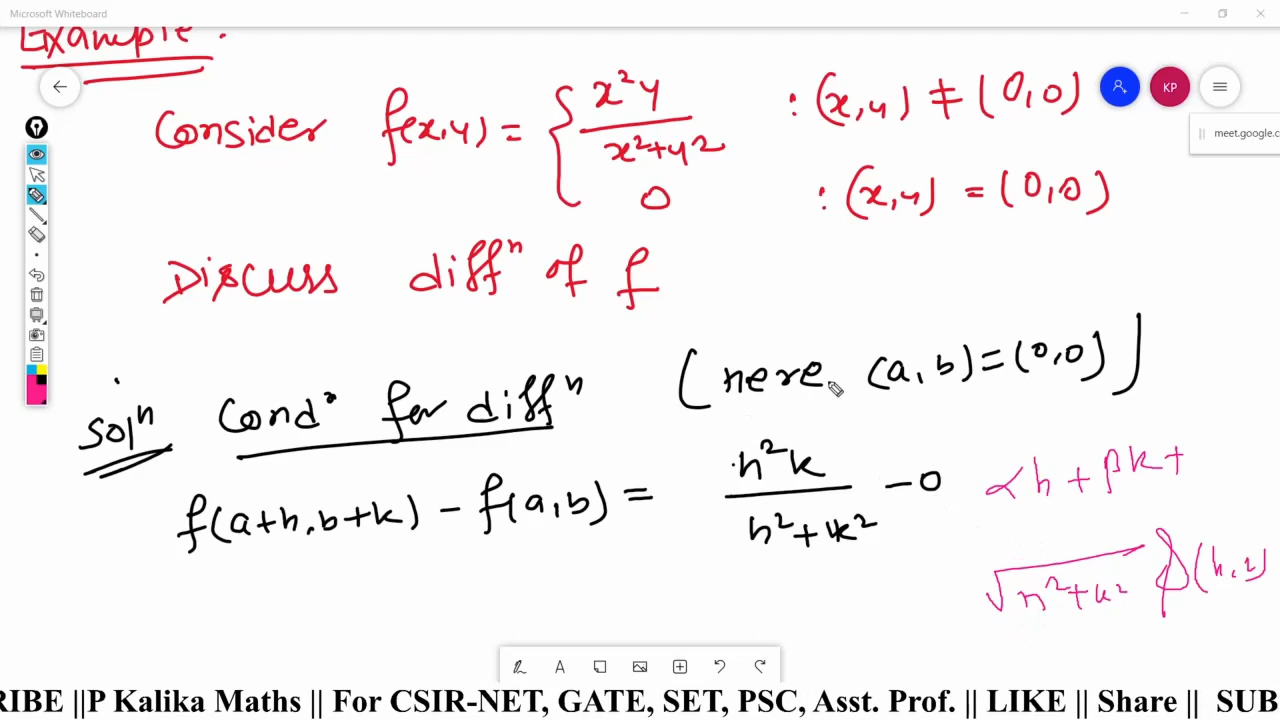 Microsoft Whiteboard
Example :
Consider f(x,y) = { x²y / x²+y² : (x,y) ≠ (0,0)
0 : (x,y) = (0,0)
KP
meet.google.c
Discuss diffⁿ of f
Solⁿ Condⁿ for diffⁿ (here, (a,b)=(0,0))
f(a+h,b+k) - f(a,b) = h²k / h²+k² - 0 αh + βk +
√h²+k² φ(h,
A
RIBE ||P Kalika Maths || For CSIR-NET, GATE, SET, PSC, Asst. Prof. || LIKE || Share || SUB